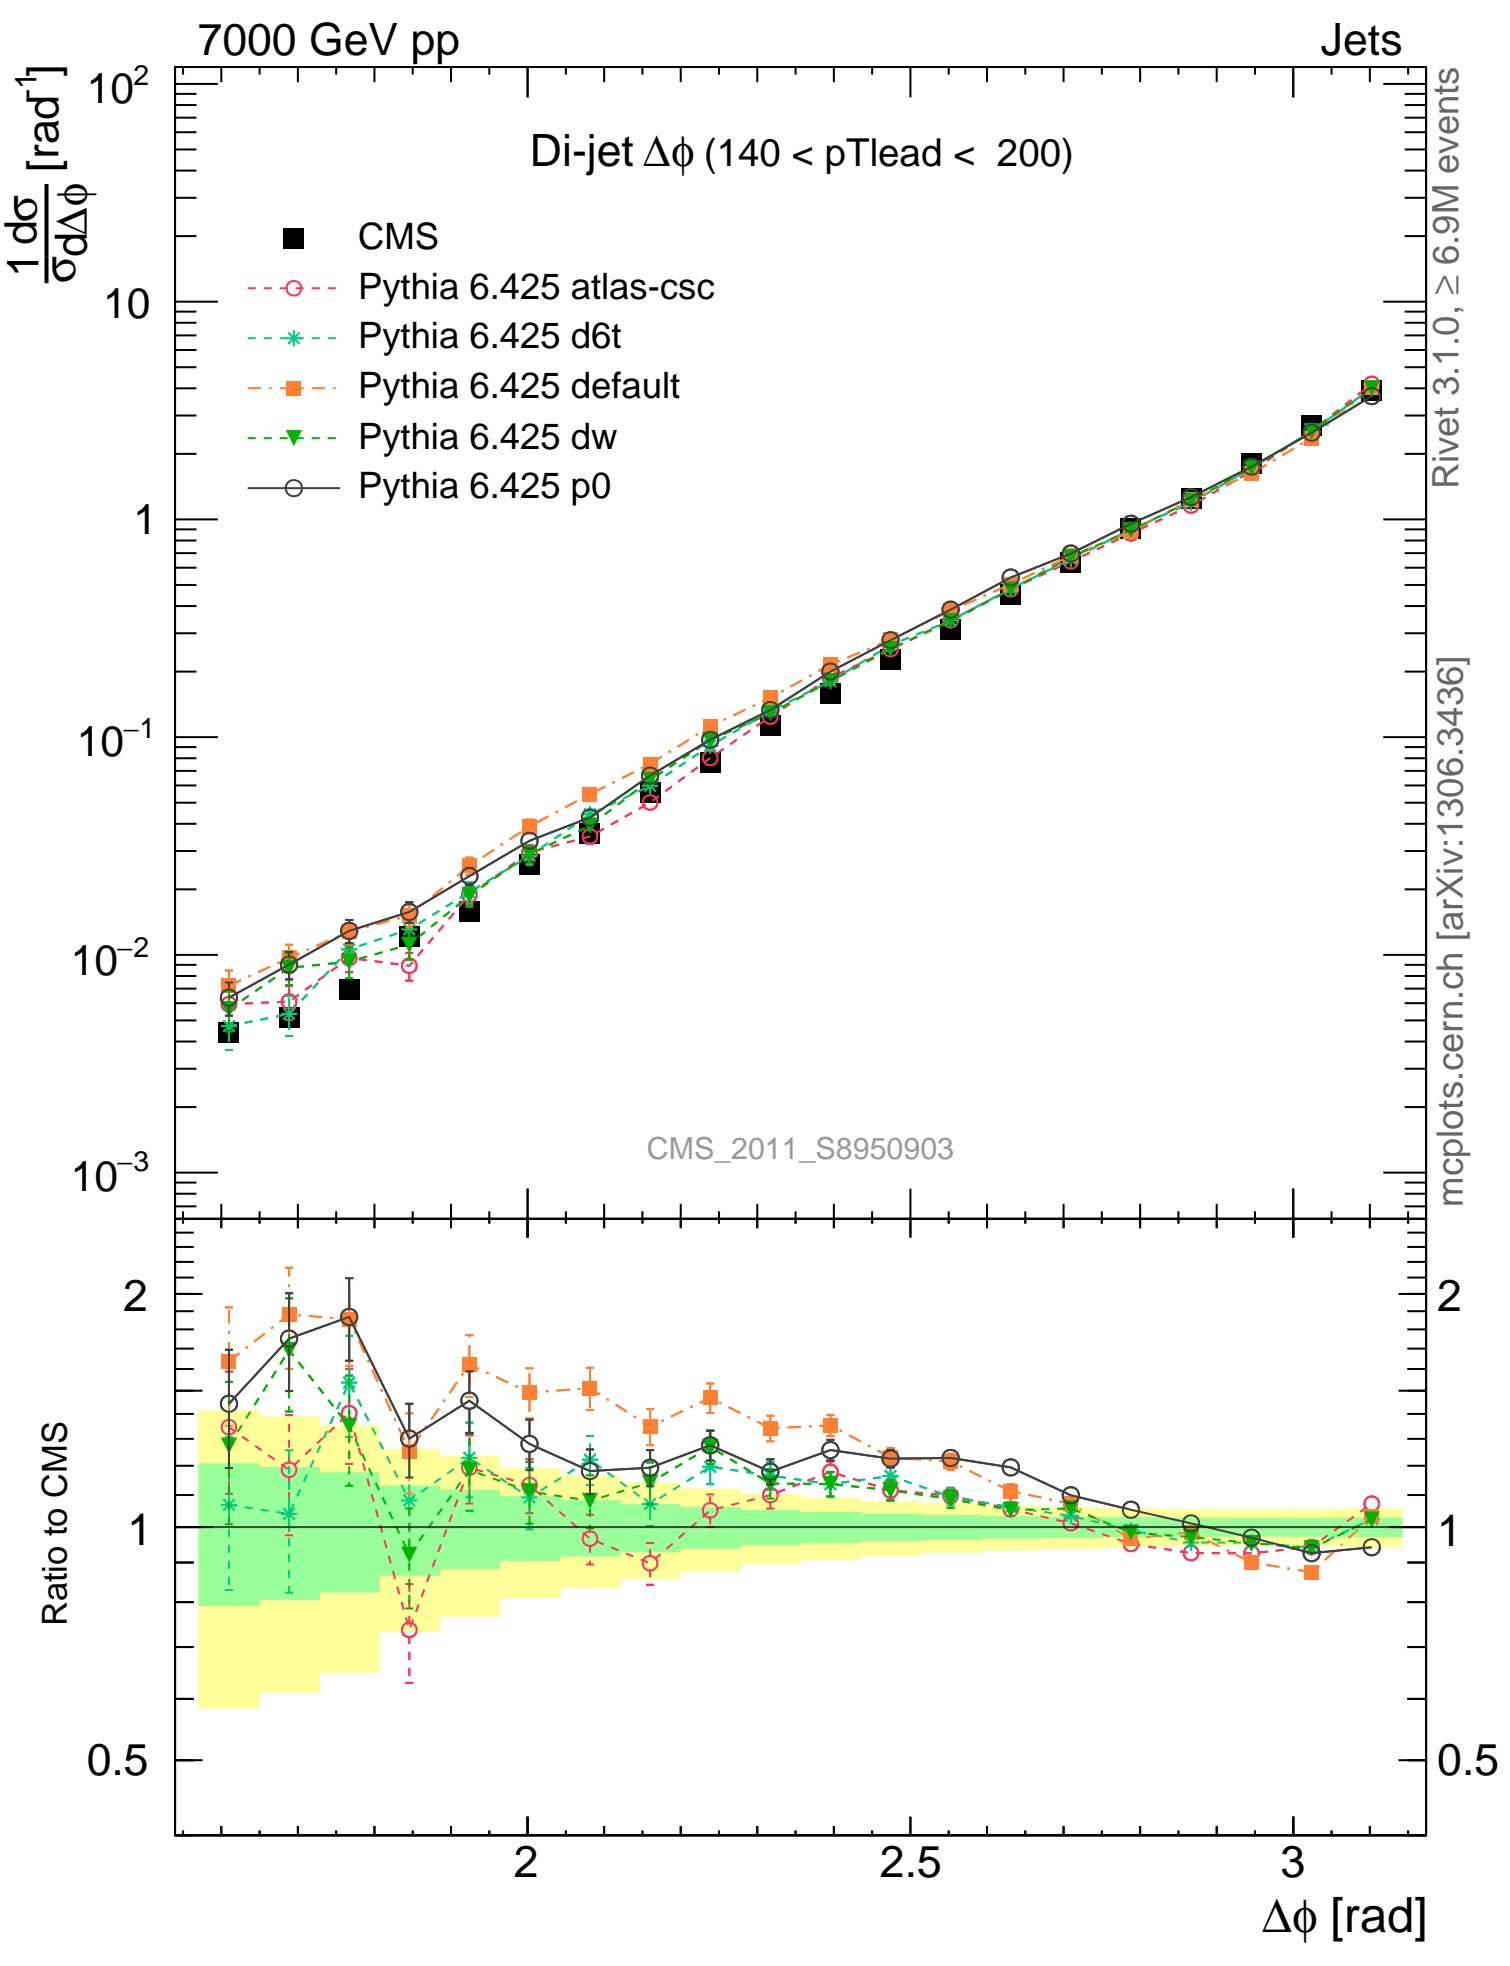 7000 GeV pp
Jets
Di-jet Δϕ (140 < pTlead < 200)
CMS
Pythia 6.425 atlas-csc
Pythia 6.425 d6t
Pythia 6.425 default
Pythia 6.425 dw
Pythia 6.425 p0
1 dσ
σ dΔϕ [rad⁻¹]
10²
10
1
10⁻¹
10⁻²
10⁻³
CMS_2011_S8950903
Rivet 3.1.0, ≥ 6.9M events
mcplots.cern.ch [arXiv:1306.3436]
Ratio to CMS
2
1
0.5
2
1
0.5
2
2.5
3
Δϕ [rad]